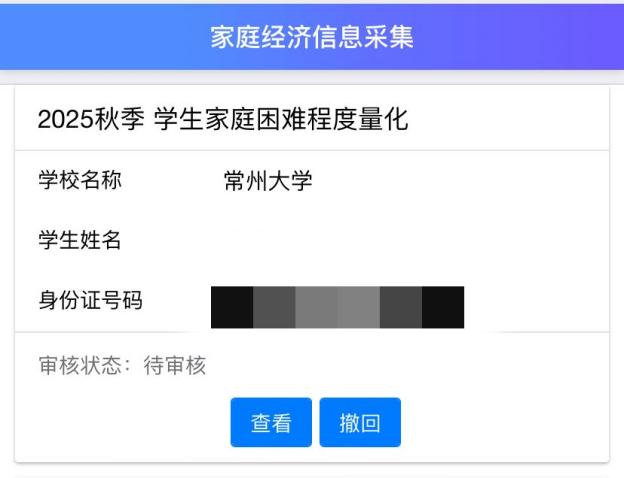 家庭经济信息采集
2025秋季 学生家庭困难程度量化
学校名称 常州大学
学生姓名
身份证号码
审核状态：待审核
查看 撤回